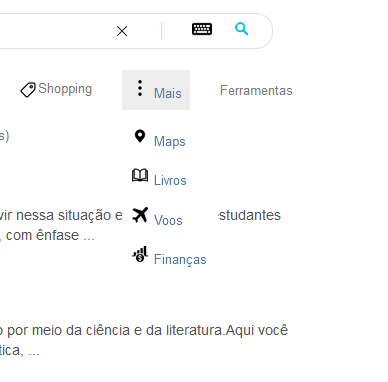 Shopping
Mais
Ferramentas
s)
Maps
Livros
vir nessa situação e
estudantes
Voos
, com ênfase ...
Finanças
o por meio da ciência e da literatura.Aqui você
tica, ...